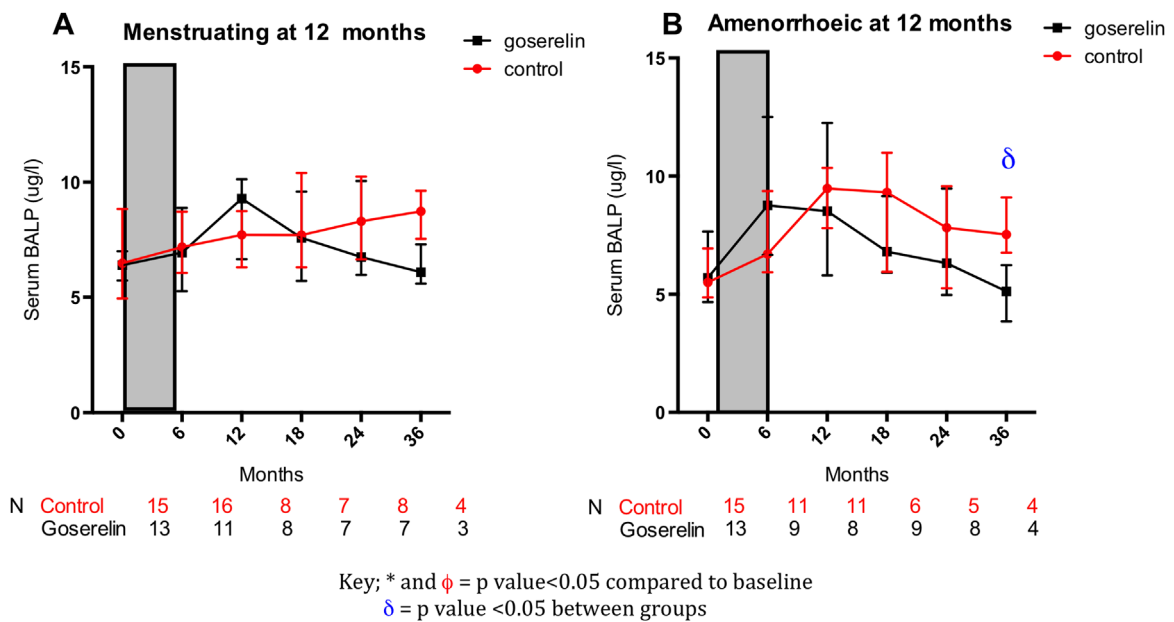 A
Menstruating at 12 months
goserelin
control
Serum BALP (ug/l)
15
10
5
0
0 6 12 18 24 36
Months
N
Control 15 16 8 7 8 4
Goserelin 13 11 8 7 7 3
B
Amenorrhoeic at 12 months
goserelin
control
Serum BALP (ug/l)
15
10
5
0
δ
0 6 12 18 24 36
Months
N
Control 15 11 11 6 5 4
Goserelin 13 9 8 9 8 4
Key; * and ϕ = p value<0.05 compared to baseline
δ = p value <0.05 between groups